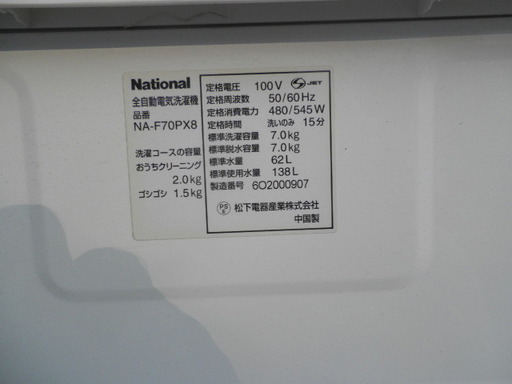 National
全自動電気洗濯機
品番
NA-F70PX8
洗濯コースの容量
おうちクリーニング
2.0kg
ゴシゴシ 1.5kg
定格電圧 100V JET
定格周波数 50/60Hz
定格消費電力 480/545W
定格時間 洗いのみ 15分
標準洗濯容量 7.0kg
標準脱水容量 7.0kg
標準水量 62L
標準使用水量 138L
製造番号 6O2000907
PS E 松下電器産業株式会社
中国製